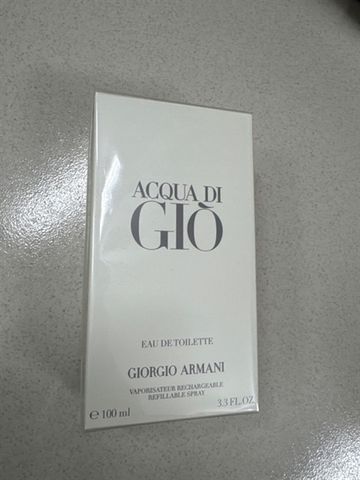 ACQUA DI
GIÒ
EAU DE TOILETTE
GIORGIO ARMANI
VAPORISATEUR RECHARGEABLE
REFILLABLE SPRAY
℮ 100 ml 3.3 FL.OZ